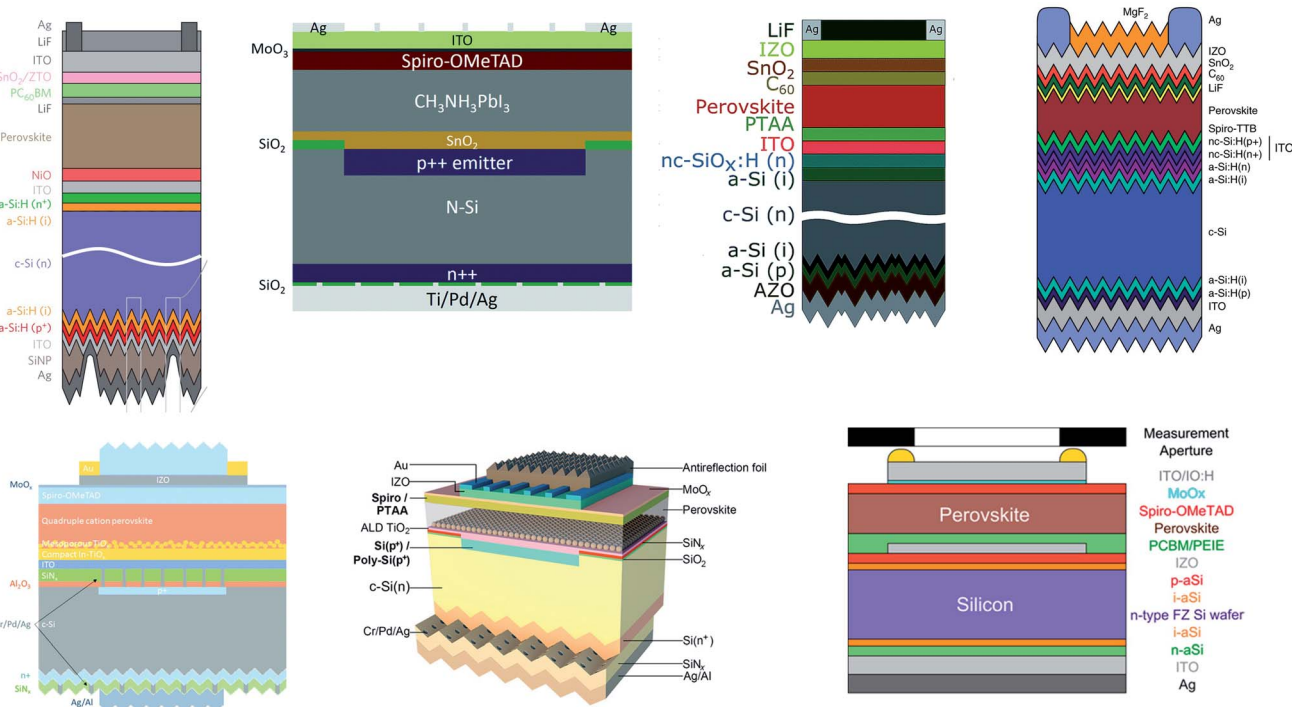 Ag
LiF
ITO
SnO₂/ZTO
PC₆₀BM
LiF
Perovskite
NiO
ITO
a-Si:H (n⁺)
a-Si:H (i)
c-Si (n)
a-Si:H (i)
a-Si:H (p⁺)
ITO
SiNP
Ag
Ag
Ag
ITO
MoO₃
Spiro-OMeTAD
CH₃NH₃PbI₃
SnO₂
SiO₂
p++ emitter
N-Si
n++
SiO₂
Ti/Pd/Ag
LiF
Ag
Ag
IZO
SnO₂
C₆₀
Perovskite
PTAA
ITO
nc-SiOₓ:H (n)
a-Si (i)
c-Si (n)
a-Si (i)
a-Si (p)
AZO
Ag
MgF₂
Ag
IZO
SnO₂
C₆₀
LiF
Perovskite
Spiro-TTB
nc-Si:H(p+)
nc-Si:H(n+)
ITO
a-Si:H(n)
a-Si:H(i)
c-Si
a-Si:H(i)
a-Si:H(p)
ITO
Ag
Au
IZO
MoOₓ
Spiro-OMeTAD
Quadruple cation perovskite
Compact In-TiOₓ
ITO
SiNₓ
Al₂O₃
p+
r/Pd/Ag
c-Si
n+
SiNₓ
Ag/Al
Au
IZO
Spiro /
PTAA
ALD TiO₂
Si(p⁺) /
Poly-Si(p⁺)
c-Si(n)
Cr/Pd/Ag
Antireflection foil
MoOₓ
Perovskite
SiNₓ
SiO₂
Si(n⁺)
SiNₓ
Ag/Al
Measurement
Aperture
ITO/IO:H
MoOx
Spiro-OMeTAD
Perovskite
Perovskite
PCBM/PEIE
IZO
p-aSi
i-aSi
Silicon
n-type FZ Si wafer
i-aSi
n-aSi
ITO
Ag